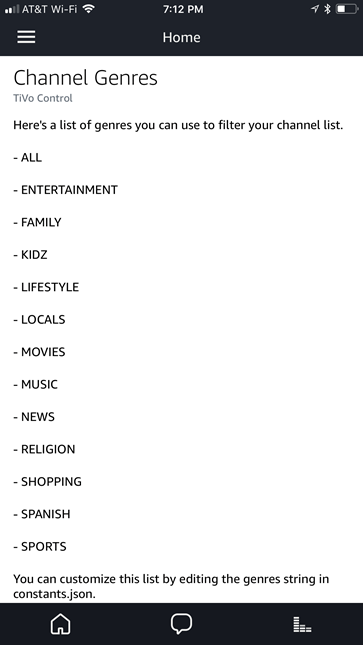 AT&T Wi-Fi 7:12 PM
Home
Channel Genres
TiVo Control
Here's a list of genres you can use to filter your channel list.
- ALL
- ENTERTAINMENT
- FAMILY
- KIDZ
- LIFESTYLE
- LOCALS
- MOVIES
- MUSIC
- NEWS
- RELIGION
- SHOPPING
- SPANISH
- SPORTS
You can customize this list by editing the genres string in
constants.json.